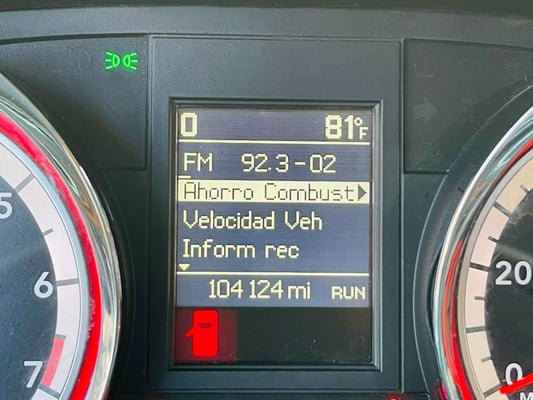 0 81°F
FM 92.3-02
Ahorro Combust
Velocidad Veh
Inform rec
104124 mi RUN
5
6
7
20
0